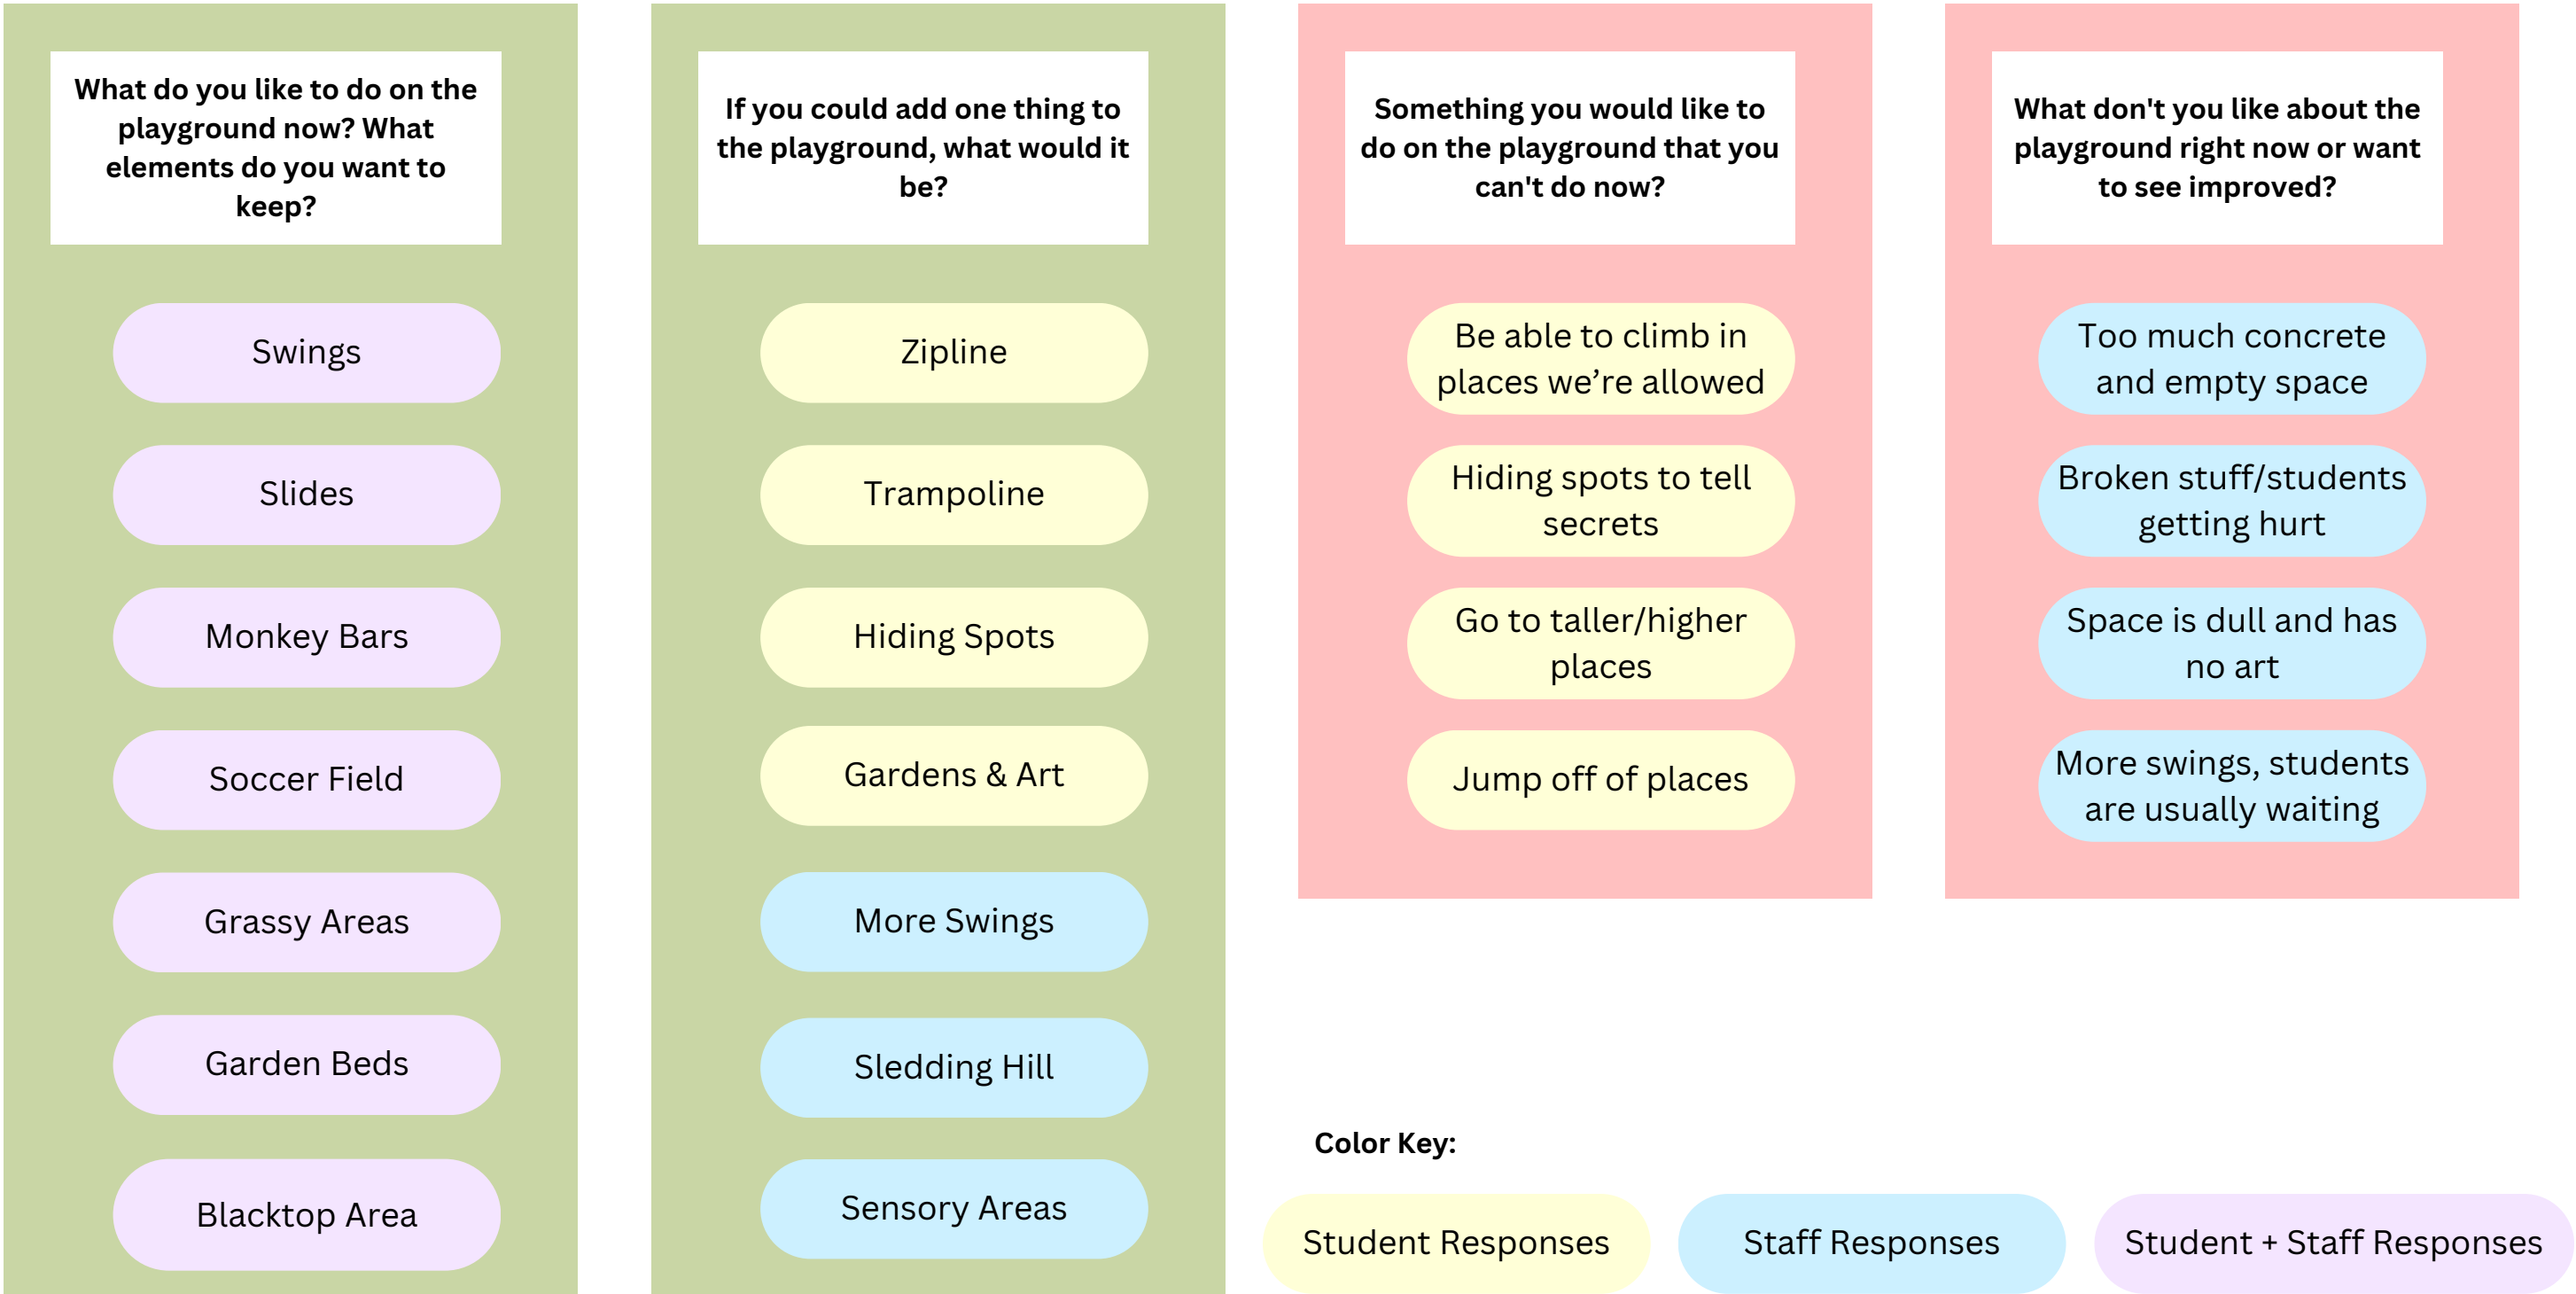 What do you like to do on the
playground now? What
elements do you want to
keep?
Swings
Slides
Monkey Bars
Soccer Field
Grassy Areas
Garden Beds
Blacktop Area
If you could add one thing to
the playground, what would it
be?
Zipline
Trampoline
Hiding Spots
Gardens & Art
More Swings
Sledding Hill
Sensory Areas
Something you would like to
do on the playground that you
can't do now?
Be able to climb in
places we’re allowed
Hiding spots to tell
secrets
Go to taller/higher
places
Jump off of places
What don't you like about the
playground right now or want
to see improved?
Too much concrete
and empty space
Broken stuff/students
getting hurt
Space is dull and has
no art
More swings, students
are usually waiting
Color Key:
Student Responses
Staff Responses
Student + Staff Responses